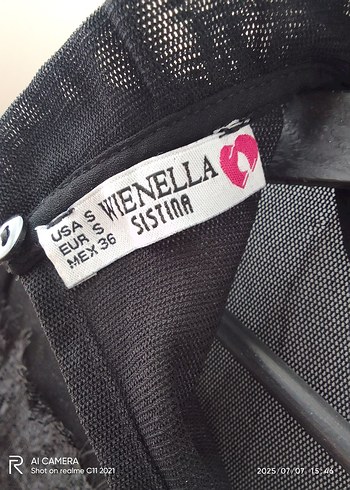 WIENELLA
SISTINA
USA S
EUR S
MEX 36
AI CAMERA
Shot on realme C11 2021
2025/07/07 15:46